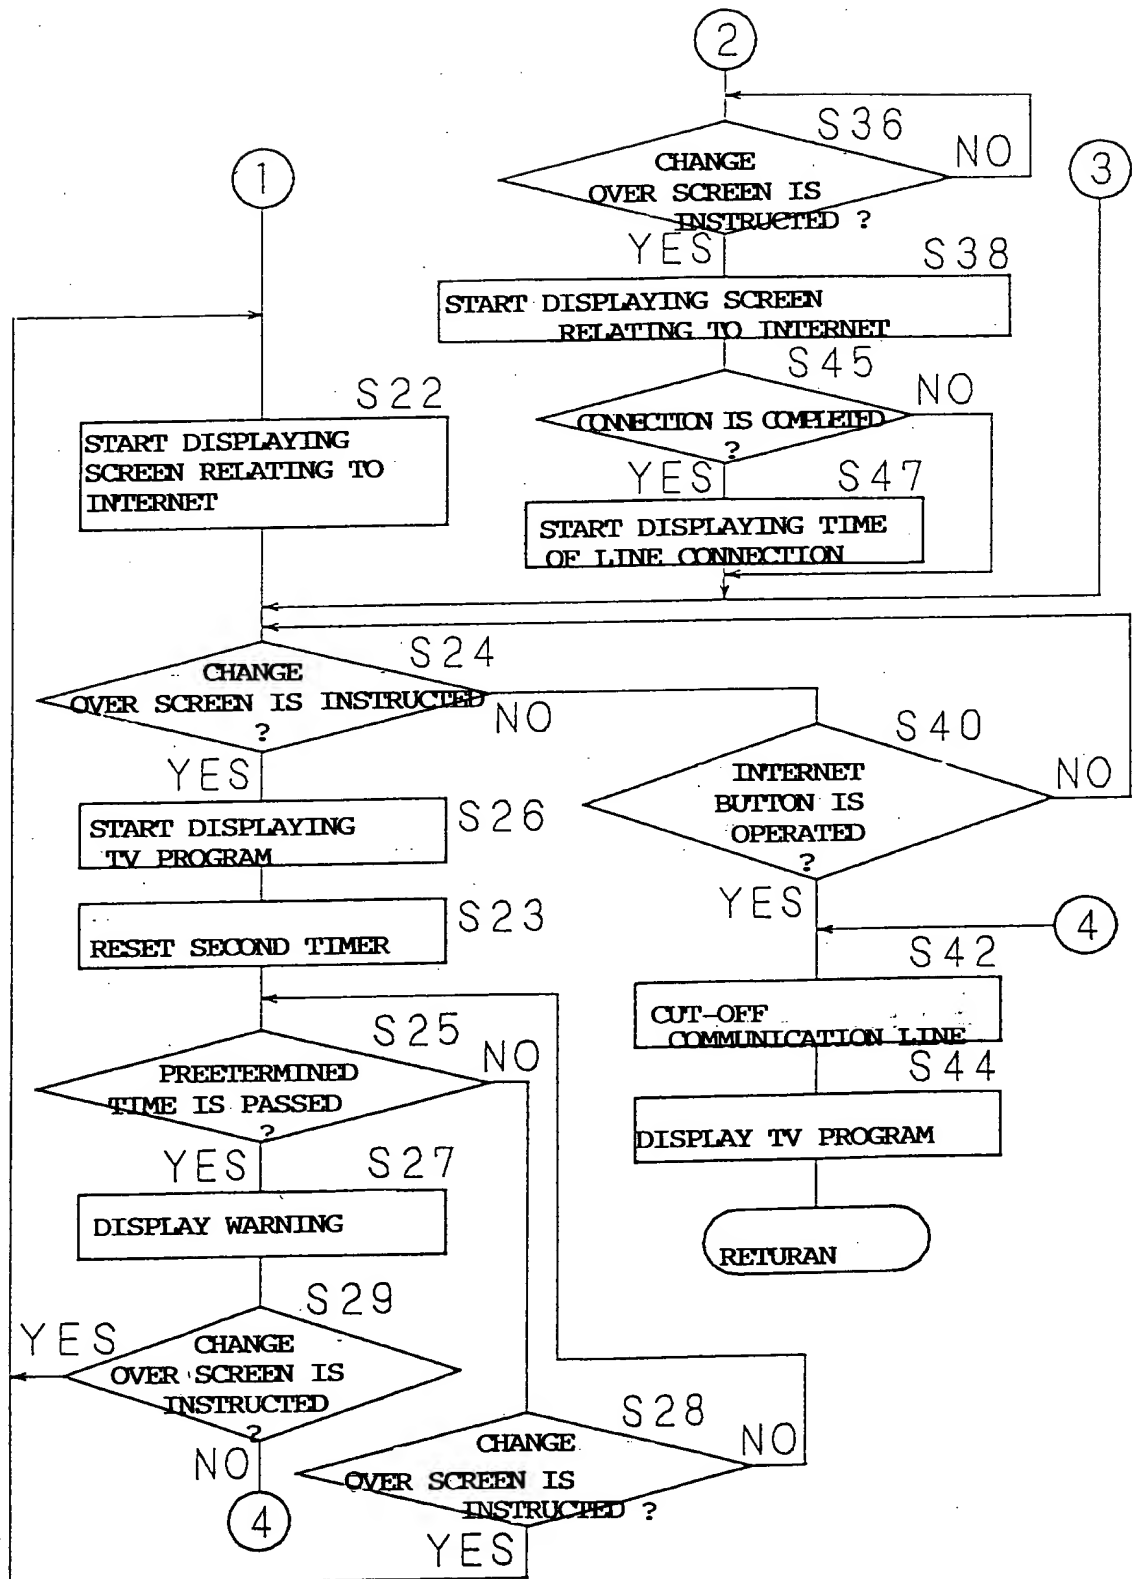 2
S36
CHANGE
OVER SCREEN IS
INSTRUCTED ?
NO
YES
3
1
S38
START DISPLAYING SCREEN
RELATING TO INTERNET
S45
CONNECTION IS COMPLETED
?
NO
YES
S47
START DISPLAYING TIME
OF LINE CONNECTION
S22
START DISPLAYING
SCREEN RELATING TO
INTERNET
S24
CHANGE
OVER SCREEN IS INSTRUCTED
?
NO
YES
S40
INTERNET
BUTTON IS
OPERATED
?
NO
YES
S26
START DISPLAYING
TV PROGRAM
S23
RESET SECOND TIMER
4
S42
CUT-OFF
COMMUNICATION LINE
S44
DISPLAY TV PROGRAM
RETURAN
S25
PREETERMINED
TIME IS PASSED
?
NO
YES
S27
DISPLAY WARNING
S29
CHANGE
OVER SCREEN IS
INSTRUCTED
?
YES
NO
4
S28
CHANGE
OVER SCREEN IS
INSTRUCTED ?
NO
YES